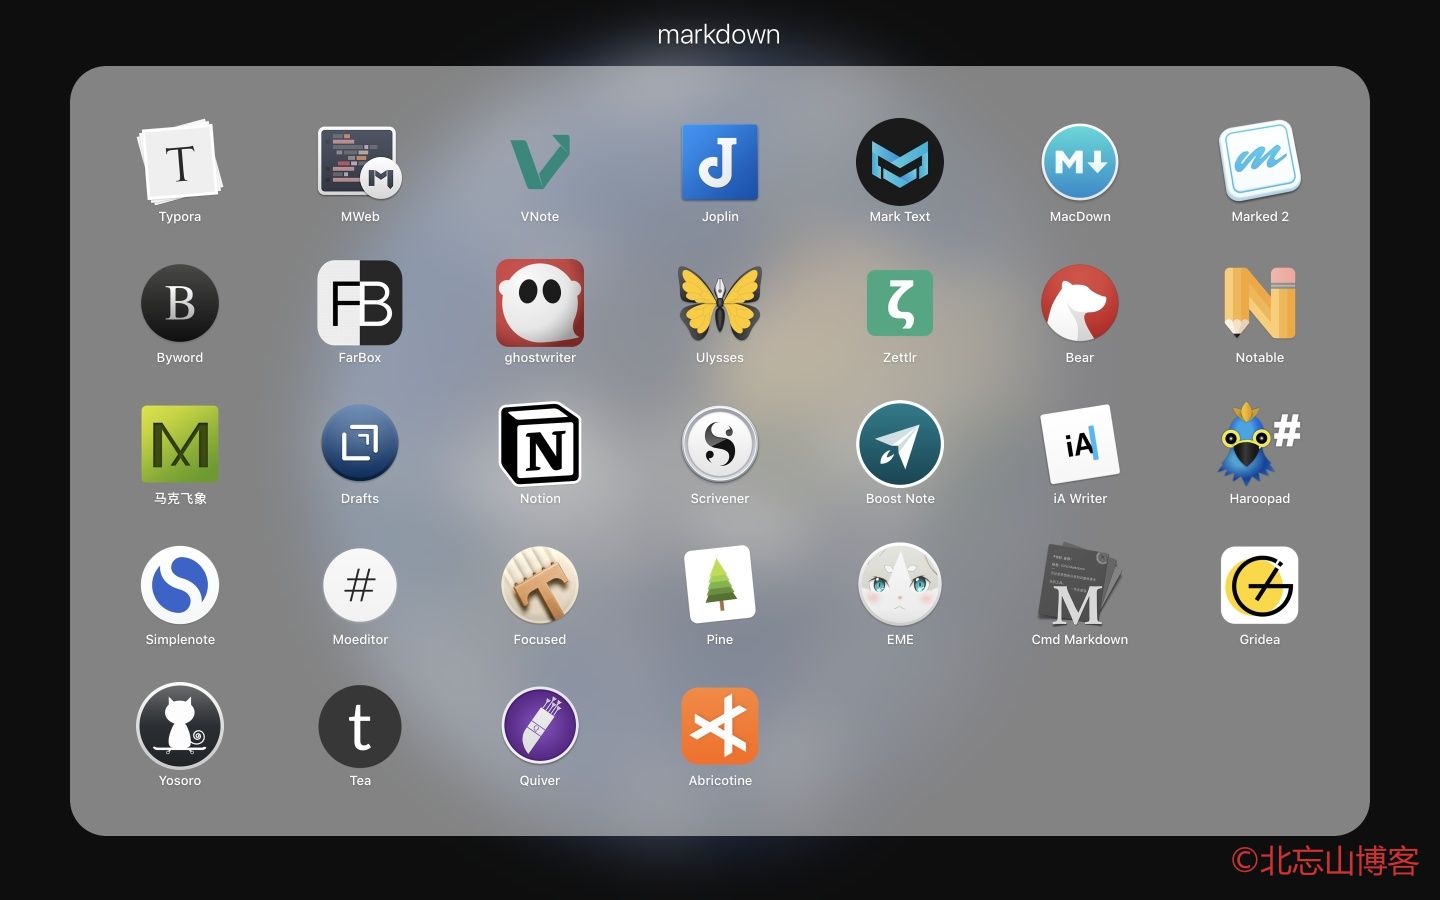 markdown
T
M
J
M
m
Typora
MWeb
VNote
Joplin
Mark Text
MacDown
Marked 2
B
FB
ζ
N
Byword
FarBox
ghostwriter
Ulysses
Zettlr
Bear
Notable
M
N
S
iA
#
马克飞象
Drafts
Notion
Scrivener
Boost Note
iA Writer
Haroopad
#
M
Simplenote
Moeditor
Focused
Pine
EME
Cmd Markdown
Gridea
t
Yosoro
Tea
Quiver
Abricotine
©北忘山博客